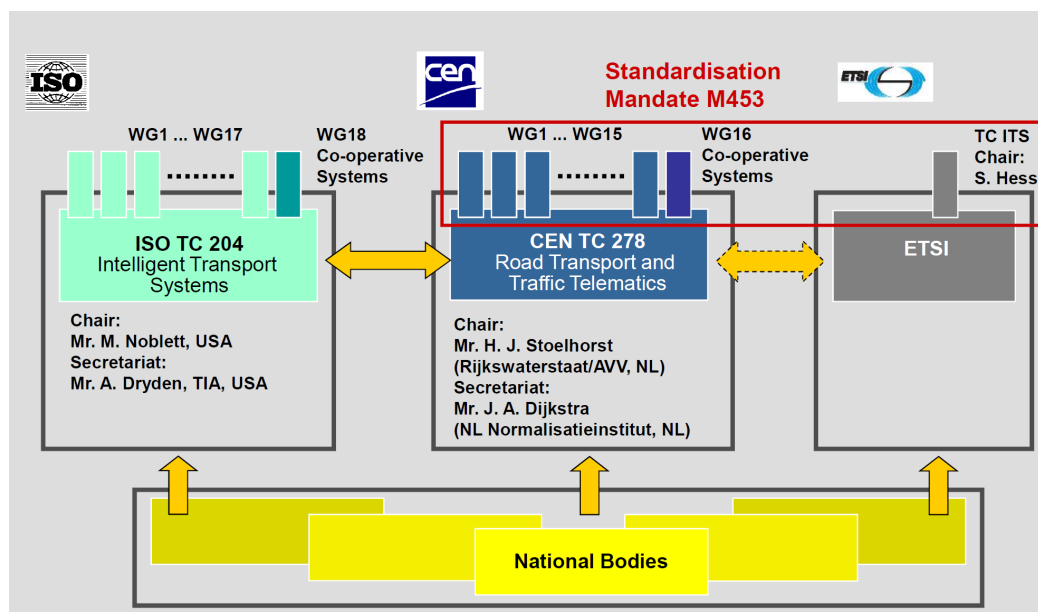 ISO
cen
Standardisation
Mandate M453
ETSI
WG1 ... WG17
WG18
Co-operative
Systems
WG1 ... WG15
WG16
Co-operative
Systems
TC ITS
Chair:
S. Hess
ISO TC 204
Intelligent Transport
Systems
CEN TC 278
Road Transport and
Traffic Telematics
ETSI
Chair:
Mr. M. Noblett, USA
Secretariat:
Mr. A. Dryden, TIA, USA
Chair:
Mr. H. J. Stoelhorst
(Rijkswaterstaat/AVV, NL)
Secretariat:
Mr. J. A. Dijkstra
(NL Normalisatieinstitut, NL)
National Bodies